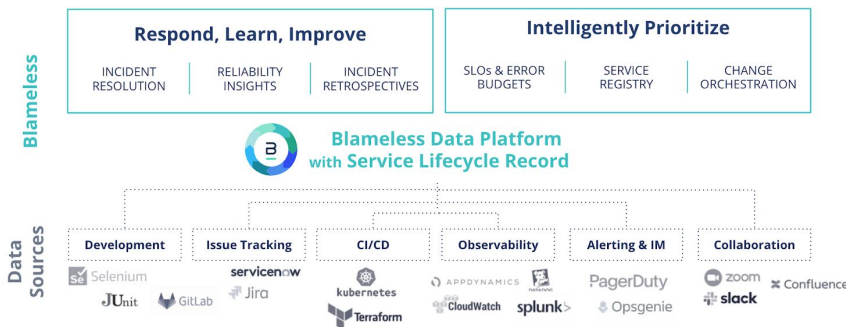 Blameless
Respond, Learn, Improve
INCIDENT
RESOLUTION
RELIABILITY
INSIGHTS
INCIDENT
RETROSPECTIVES
Intelligently Prioritize
SLOs & ERROR
BUDGETS
SERVICE
REGISTRY
CHANGE
ORCHESTRATION
B
Blameless Data Platform
with Service Lifecycle Record
Data
Sources
Development
Issue Tracking
CI/CD
Observability
Alerting & IM
Collaboration
Se Selenium
JUnit
GitLab
servicenow
Jira
kubernetes
Terraform
APPDYNAMICS
CloudWatch
splunk>
PagerDuty
Opsgenie
zoom
slack
Confluence